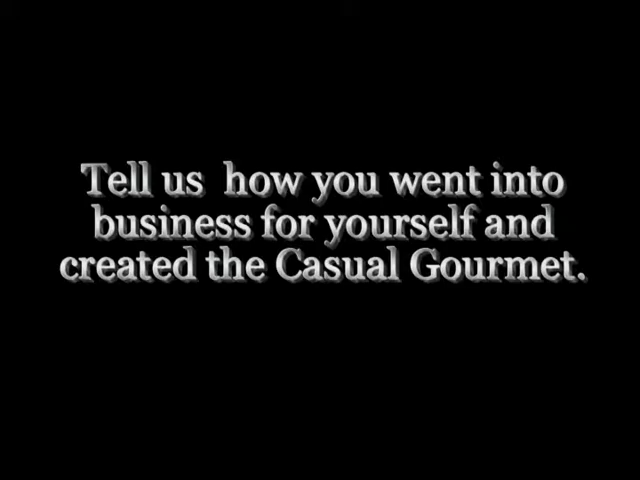 Tell us  how you went into
business for yourself and
created the Casual Gourmet.